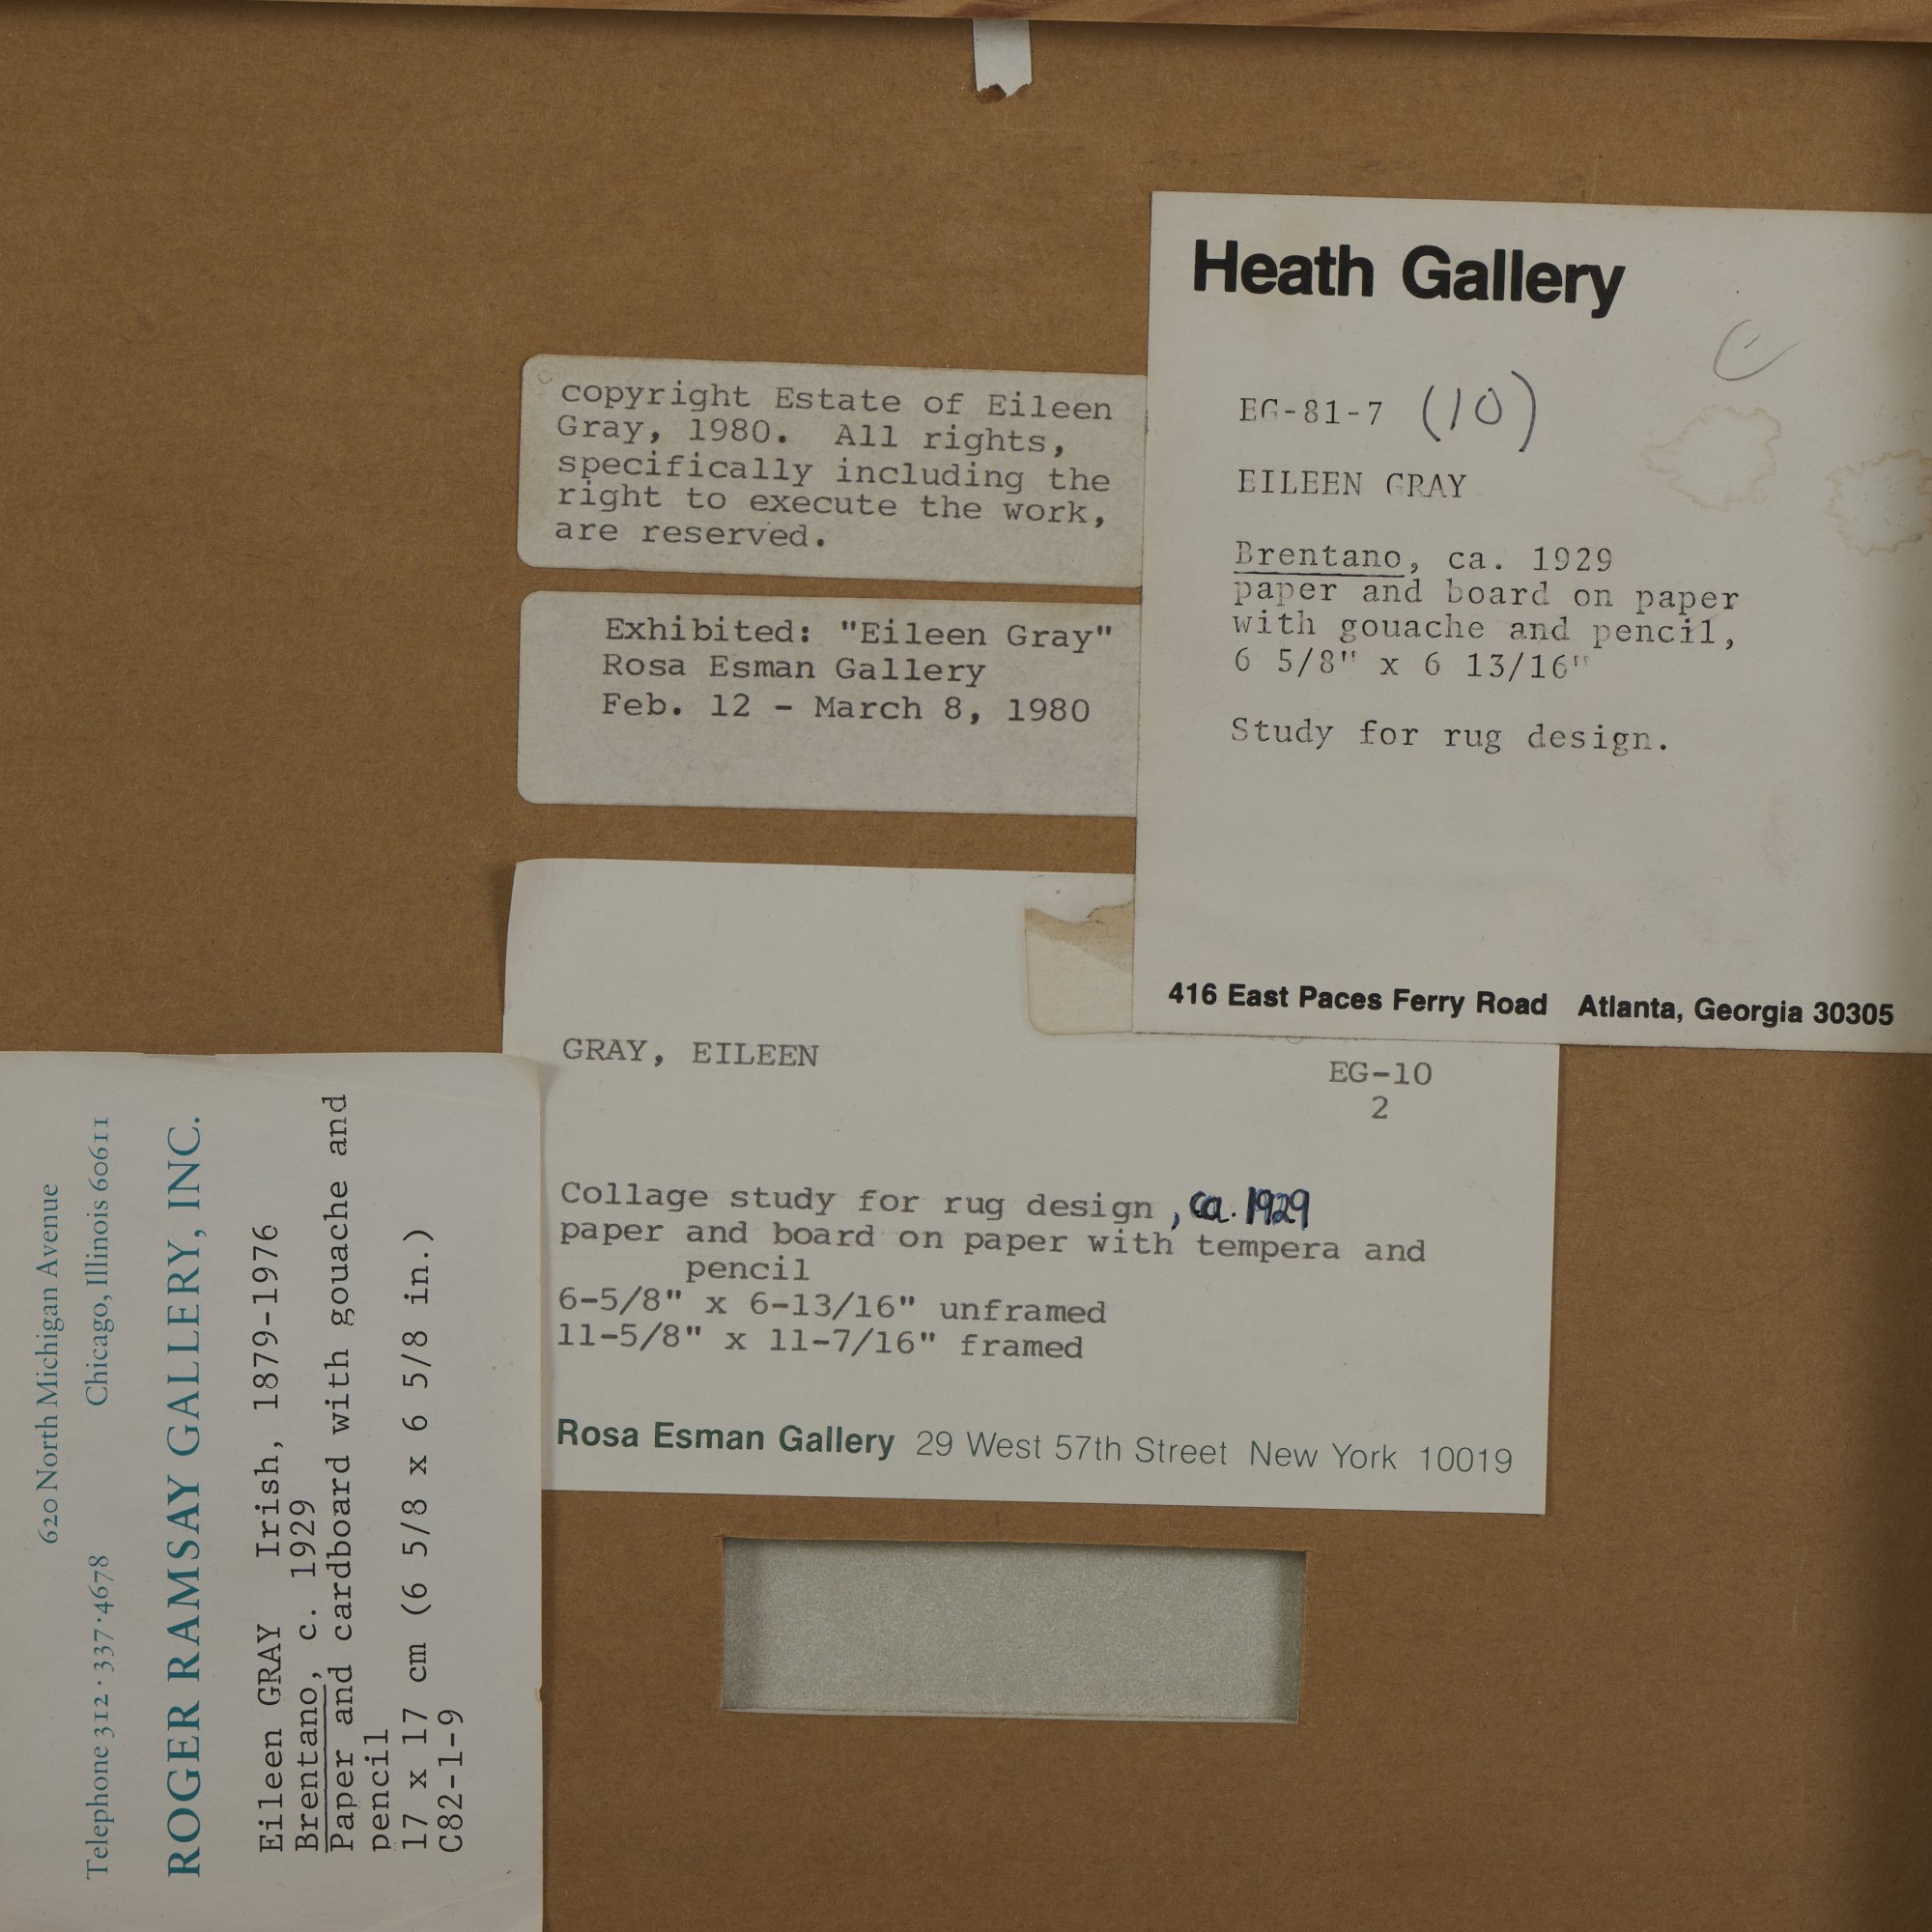 Heath Gallery
EG-81-7 (10)
EILEEN GRAY
Brentano, ca. 1929
paper and board on paper
with gouache and pencil,
6 5/8" x 6 13/16"
Study for rug design.
416 East Paces Ferry Road Atlanta, Georgia 30305
copyright Estate of Eileen
Gray, 1980. All rights,
specifically including the
right to execute the work,
are reserved.
Exhibited: "Eileen Gray"
Rosa Esman Gallery
Feb. 12 - March 8, 1980
GRAY, EILEEN EG-10
2
Collage study for rug design, ca. 1929
paper and board on paper with tempera and
pencil
6-5/8" x 6-13/16" unframed
11-5/8" x 11-7/16" framed
Rosa Esman Gallery 29 West 57th Street New York 10019
620 North Michigan Avenue
Telephone 312·337·4678 Chicago, Illinois 60611
ROGER RAMSAY GALLERY, INC.
Eileen GRAY Irish, 1879-1976
Brentano, c. 1929
Paper and cardboard with gouache and
pencil
17 x 17 cm (6 5/8 x 6 5/8 in.)
C82-1-9